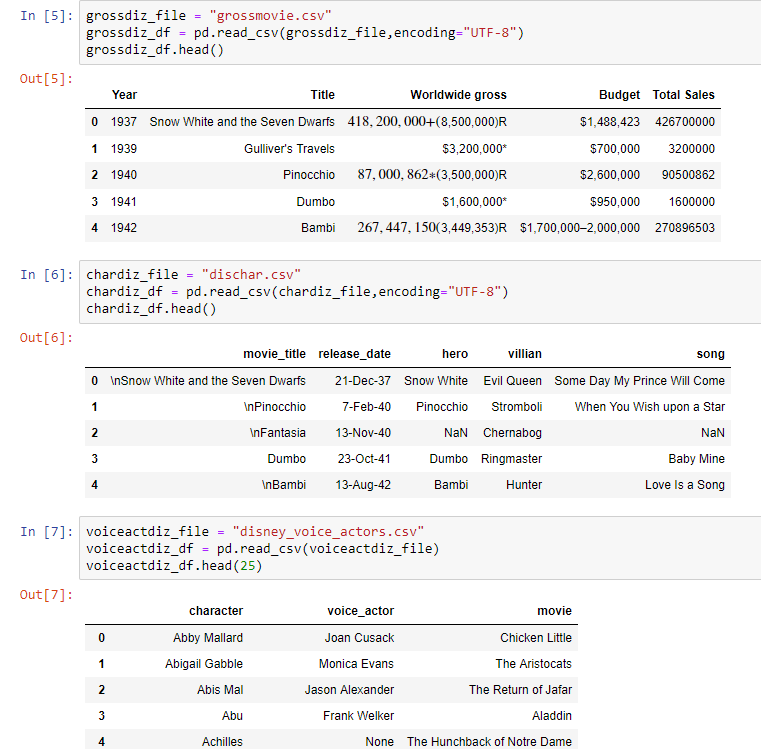 In [5]: grossdiz_file = "grossmovie.csv"
grossdiz_df = pd.read_csv(grossdiz_file,encoding="UTF-8")
grossdiz_df.head()
Out[5]:
Year Title Worldwide gross Budget Total Sales
0 1937 Snow White and the Seven Dwarfs 418,200,000+(8,500,000)R $1,488,423 426700000
1 1939 Gulliver's Travels $3,200,000* $700,000 3200000
2 1940 Pinocchio 87,000,862*(3,500,000)R $2,600,000 90500862
3 1941 Dumbo $1,600,000* $950,000 1600000
4 1942 Bambi 267,447,150(3,449,353)R $1,700,000–2,000,000 270896503
In [6]: chardiz_file = "dischar.csv"
chardiz_df = pd.read_csv(chardiz_file,encoding="UTF-8")
chardiz_df.head()
Out[6]:
movie_title release_date hero villian song
0 \nSnow White and the Seven Dwarfs 21-Dec-37 Snow White Evil Queen Some Day My Prince Will Come
1 \nPinocchio 7-Feb-40 Pinocchio Stromboli When You Wish upon a Star
2 \nFantasia 13-Nov-40 NaN Chernabog NaN
3 Dumbo 23-Oct-41 Dumbo Ringmaster Baby Mine
4 \nBambi 13-Aug-42 Bambi Hunter Love Is a Song
In [7]: voiceactdiz_file = "disney_voice_actors.csv"
voiceactdiz_df = pd.read_csv(voiceactdiz_file)
voiceactdiz_df.head(25)
Out[7]:
character voice_actor movie
0 Abby Mallard Joan Cusack Chicken Little
1 Abigail Gabble Monica Evans The Aristocats
2 Abis Mal Jason Alexander The Return of Jafar
3 Abu Frank Welker Aladdin
4 Achilles None The Hunchback of Notre Dame